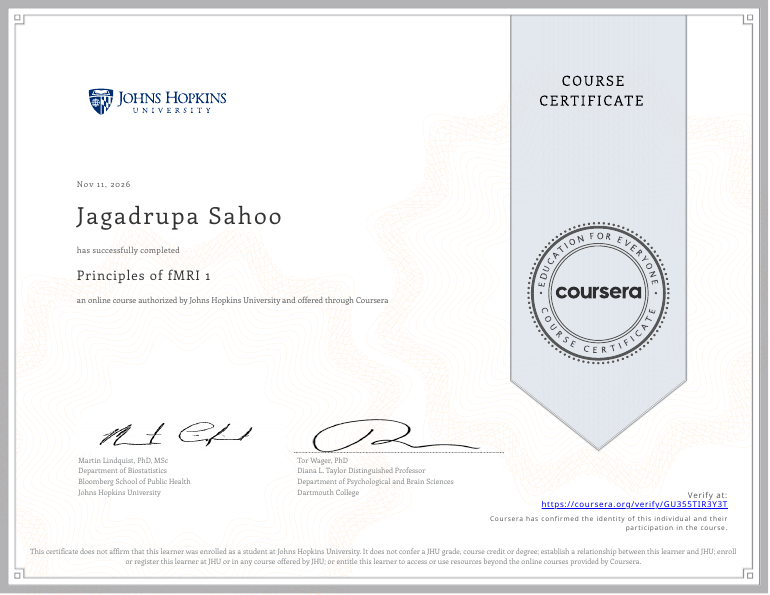 JOHNS HOPKINS
UNIVERSITY
COURSE
CERTIFICATE
Nov 11, 2026
Jagadrupa Sahoo
has successfully completed
Principles of fMRI 1
an online course authorized by Johns Hopkins University and offered through Coursera
EDUCATION FOR EVERYONE
coursera
COURSE CERTIFICATE
Martin Lindquist, PhD, MSc
Department of Biostatistics
Bloomberg School of Public Health
Johns Hopkins University
Tor Wager, PhD
Diana L. Taylor Distinguished Professor
Department of Psychological and Brain Sciences
Dartmouth College
Verify at:
https://coursera.org/verify/GU355TIR3Y3T
Coursera has confirmed the identity of this individual and their
participation in the course.
This certificate does not affirm that this learner was enrolled as a student at Johns Hopkins University. It does not confer a JHU grade, course credit or degree; establish a relationship between this learner and JHU; enroll
or register this learner at JHU or in any course offered by JHU; or entitle this learner to access or use resources beyond the online courses provided by Coursera.